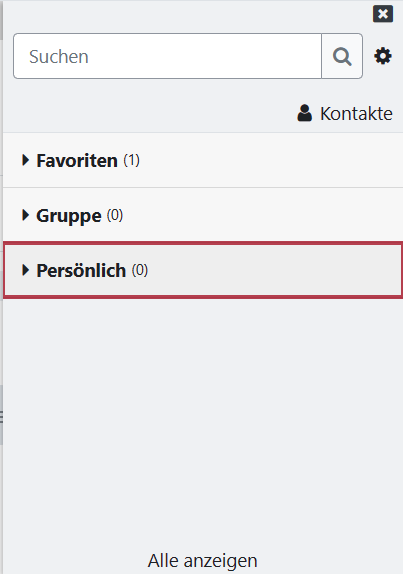 Suchen
Kontakte
Favoriten (1)
Gruppe (0)
Persönlich (0)
Alle anzeigen